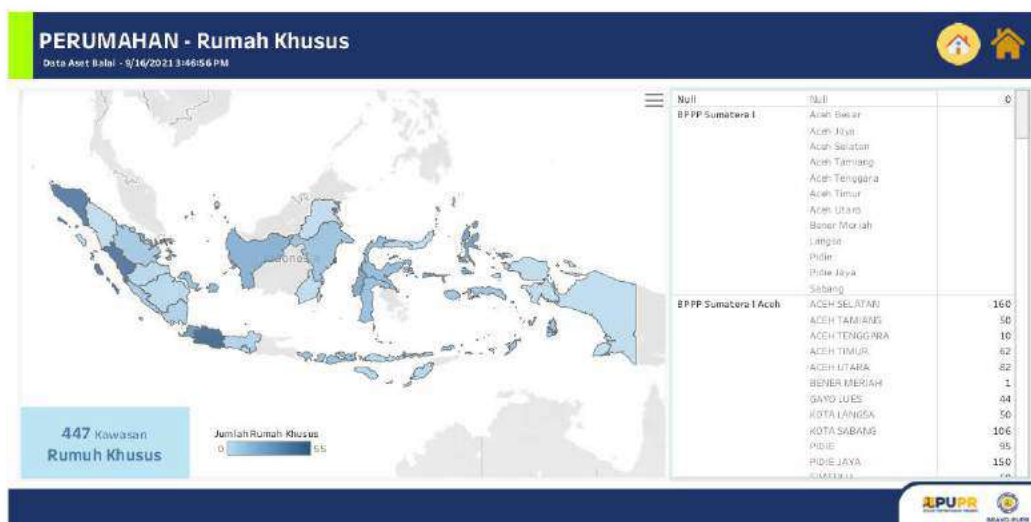 PERUMAHAN - Rumah Khusus
Data Aset Balai - 9/16/2021 3:46:56 PM
Null Null 0
BPPP Sumatera I Aceh Besar
Aceh Jaya
Aceh Selatan
Aceh Tamiang
Aceh Tenggara
Aceh Timur
Aceh Utara
Bener Meriah
Langsa
Pidie
Pidie Jaya
Sabang
BPPP Sumatera I Aceh ACEH SELATAN 160
ACEH TAMIANG 50
ACEH TENGGARA 10
ACEH TIMUR 62
ACEH UTARA 82
BENER MERIAH 1
GAYO LUES 44
KOTA LANGSA 50
KOTA SABANG 106
PIDIE 95
PIDIE JAYA 150
447 Kawasan
Rumuh Khusus
Jumlah Rumah Khusus
0 55
PUPR